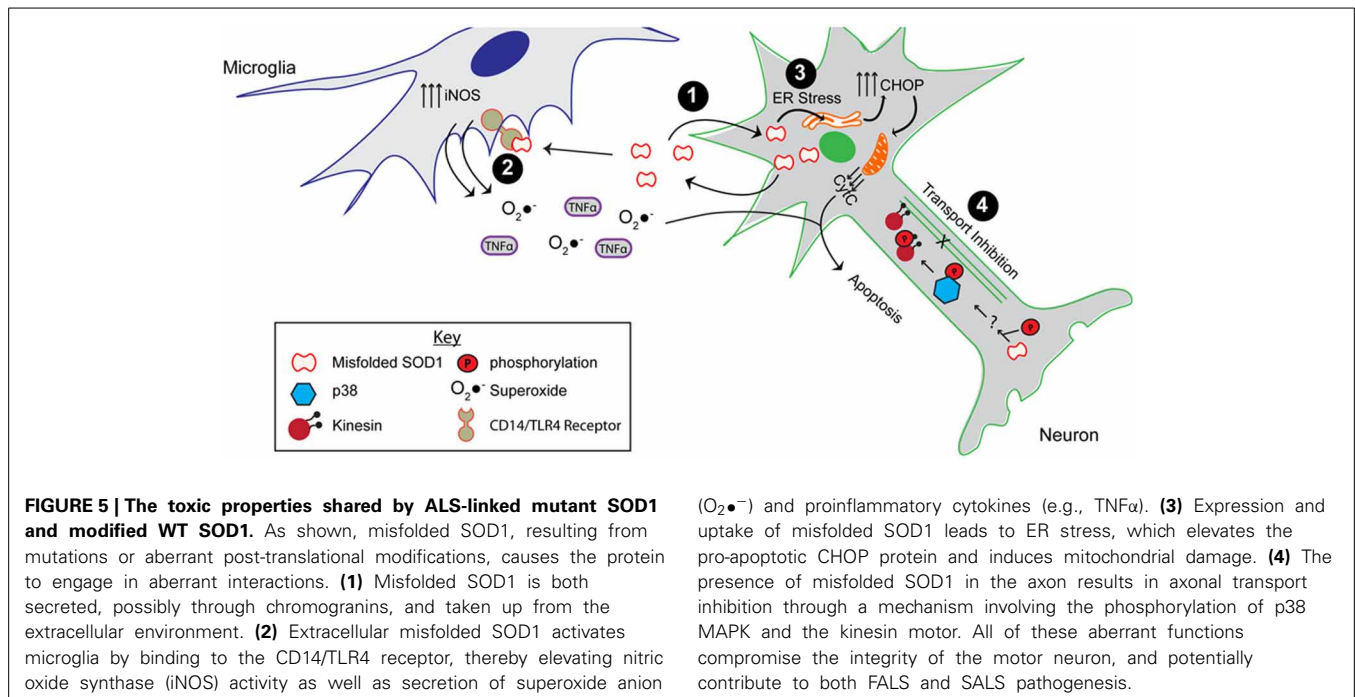 Microglia
↑↑↑ iNOS
2
1
3
ER Stress
↑↑↑ CHOP
CytC
Transport Inhibition
4
X
P
P
?
P
O₂●⁻
TNFα
O₂●⁻
TNFα
O₂●⁻
TNFα
Apoptosis
Neuron
Key
Misfolded SOD1
P phosphorylation
p38
O₂●⁻ Superoxide
Kinesin
CD14/TLR4 Receptor
FIGURE 5 | The toxic properties shared by ALS-linked mutant SOD1
and modified WT SOD1. As shown, misfolded SOD1, resulting from
mutations or aberrant post-translational modifications, causes the protein
to engage in aberrant interactions. (1) Misfolded SOD1 is both
secreted, possibly through chromogranins, and taken up from the
extracellular environment. (2) Extracellular misfolded SOD1 activates
microglia by binding to the CD14/TLR4 receptor, thereby elevating nitric
oxide synthase (iNOS) activity as well as secretion of superoxide anion
(O₂●⁻) and proinflammatory cytokines (e.g., TNFα). (3) Expression and
uptake of misfolded SOD1 leads to ER stress, which elevates the
pro-apoptotic CHOP protein and induces mitochondrial damage. (4) The
presence of misfolded SOD1 in the axon results in axonal transport
inhibition through a mechanism involving the phosphorylation of p38
MAPK and the kinesin motor. All of these aberrant functions
compromise the integrity of the motor neuron, and potentially
contribute to both FALS and SALS pathogenesis.